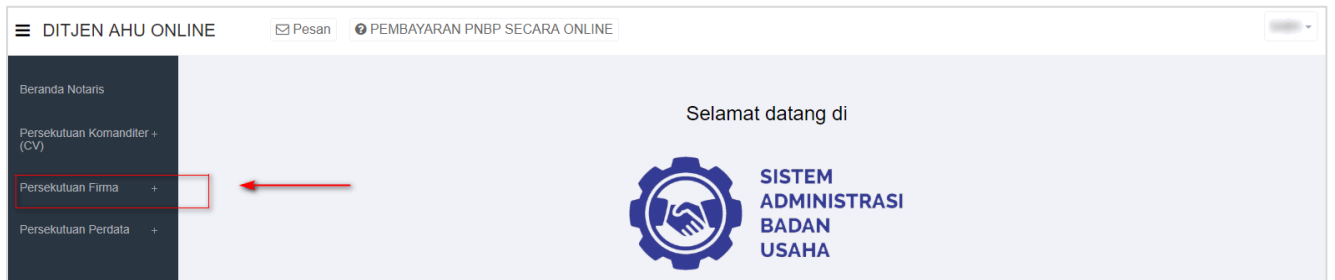 DITJEN AHU ONLINE
Pesan
PEMBAYARAN PNBP SECARA ONLINE
Beranda Notaris
Persekutuan Komanditer +
(CV)
Persekutuan Firma +
Persekutuan Perdata +
Selamat datang di
SISTEM
ADMINISTRASI
BADAN
USAHA